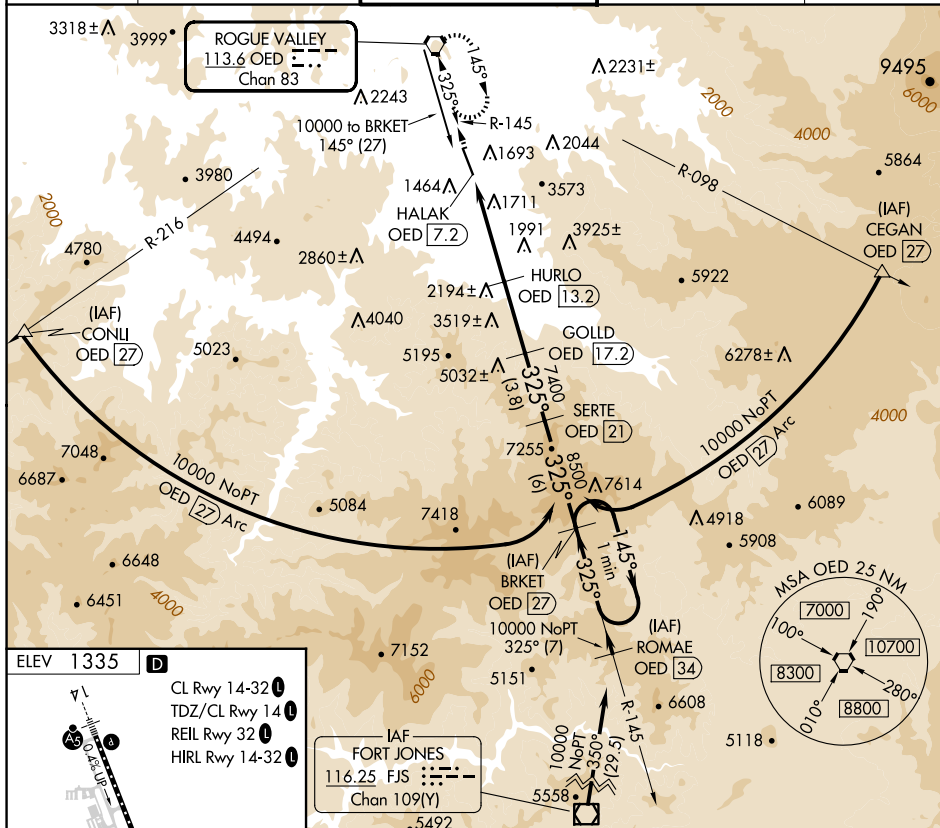 3318±
3999
ROGUE VALLEY
113.6 OED
Chan 83
145°
325°
2231±
9495
6000
2243
2000
4000
10000 to BRKET
145° (27)
R-145
1693
2044
5864
3980
1464
3573
R-098
HALAK
OED 7.2
1711
(IAF)
CEGAN
OED 27
2000
R-216
4780
4494
2860±
1991
3925±
5922
HURLO
OED 13.2
2194±
(IAF)
CONLI
OED 27
4040
3519±
GOLLD
OED 17.2
5023
5195
5032±
325°
7400
(3.8)
6278±
SERTE
OED 21
4000
10000 NoPT
OED 27 Arc
7255
325°
8500
(6)
10000 NoPT
OED 27 Arc
7048
6687
5084
7418
7614
4918
6089
5908
145°
1 min
325°
(IAF)
BRKET
OED 27
6648
6451
4000
MSA OED 25 NM
7000
190°
100°
10700
8300
280°
8800
010°
10000 NoPT
325° (7)
(IAF)
ROMAE
OED 34
7152
6000
5151
6608
R-145
5118
ELEV 1335
D
14
A5
0.4% UP
CL Rwy 14-32 L
TDZ/CL Rwy 14 L
REIL Rwy 32 L
HIRL Rwy 14-32 L
IAF
FORT JONES
116.25 FJS
Chan 109(Y)
10000
NoPT
350°
(29.5)
5558
5492